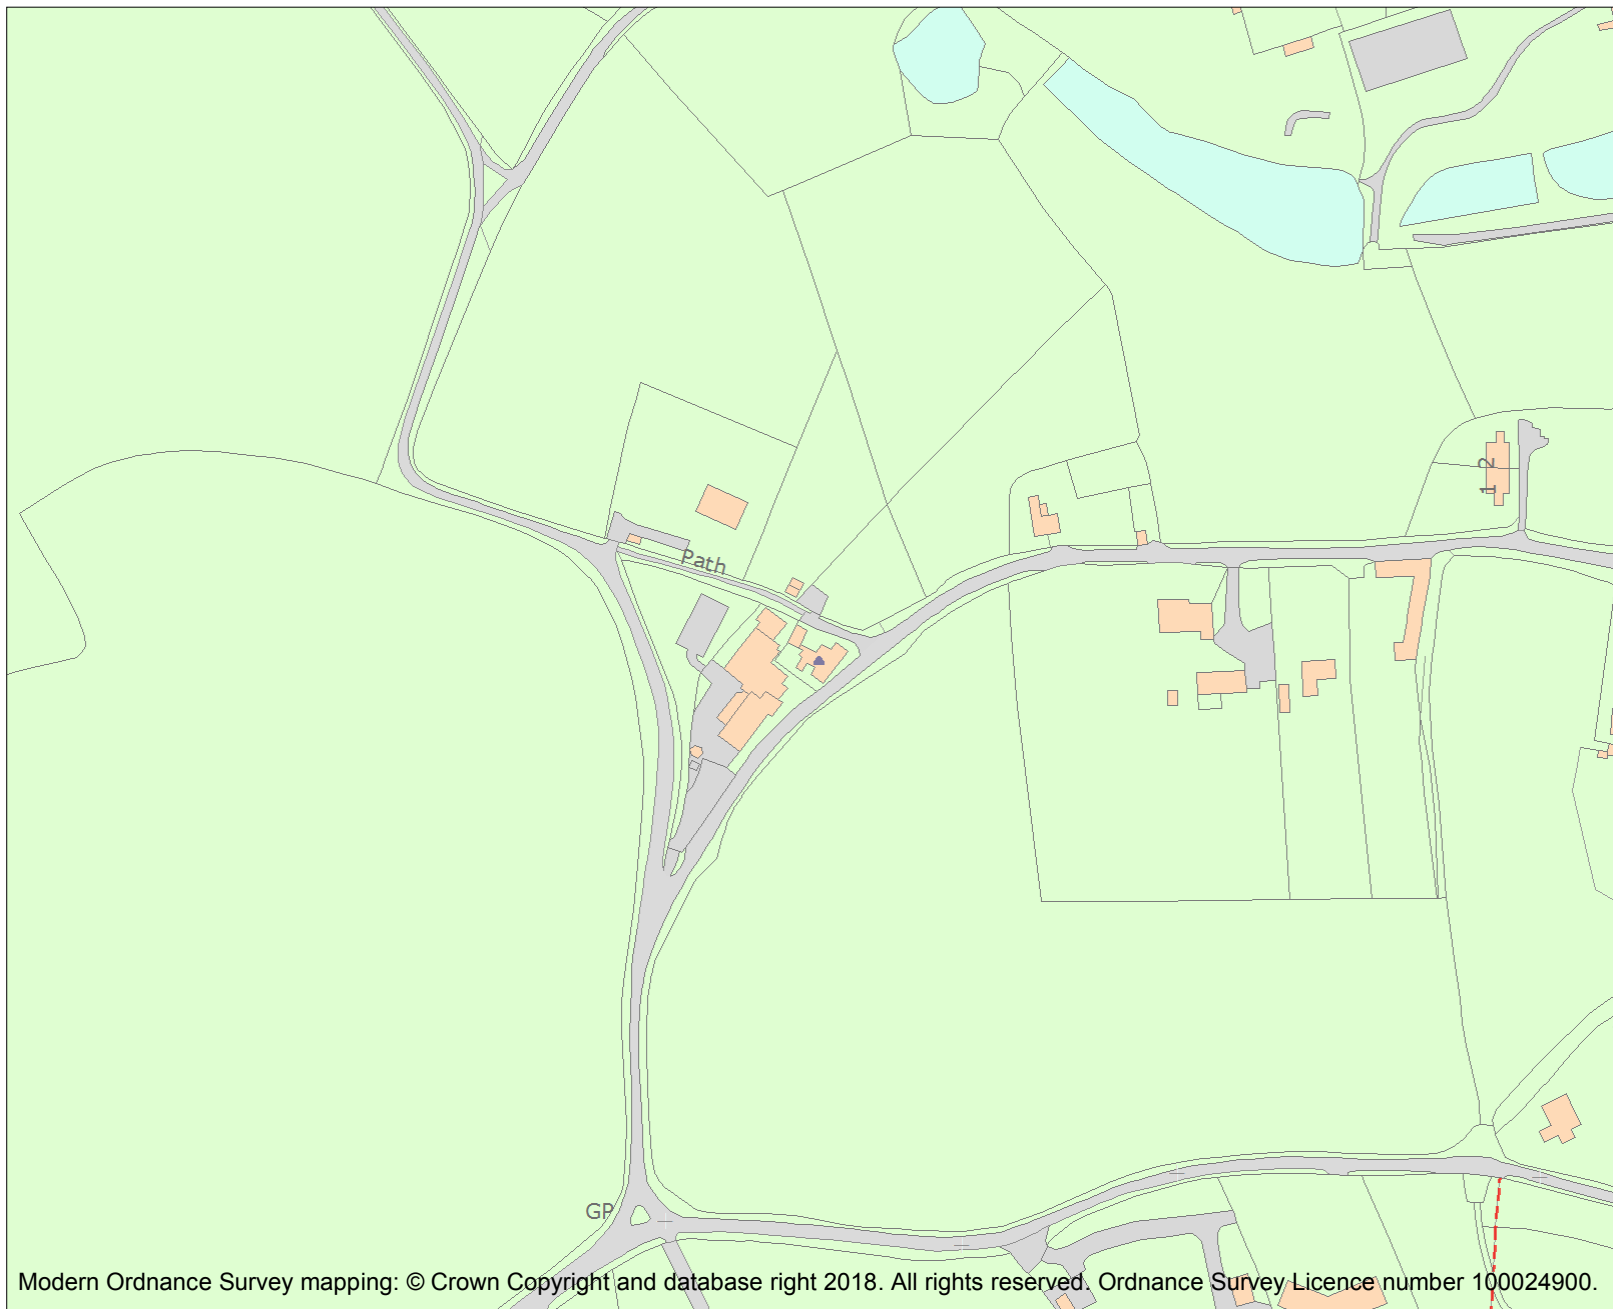 1 2
Path
GP
Modern Ordnance Survey mapping: © Crown Copyright and database right 2018. All rights reserved. Ordnance Survey Licence number 100024900.